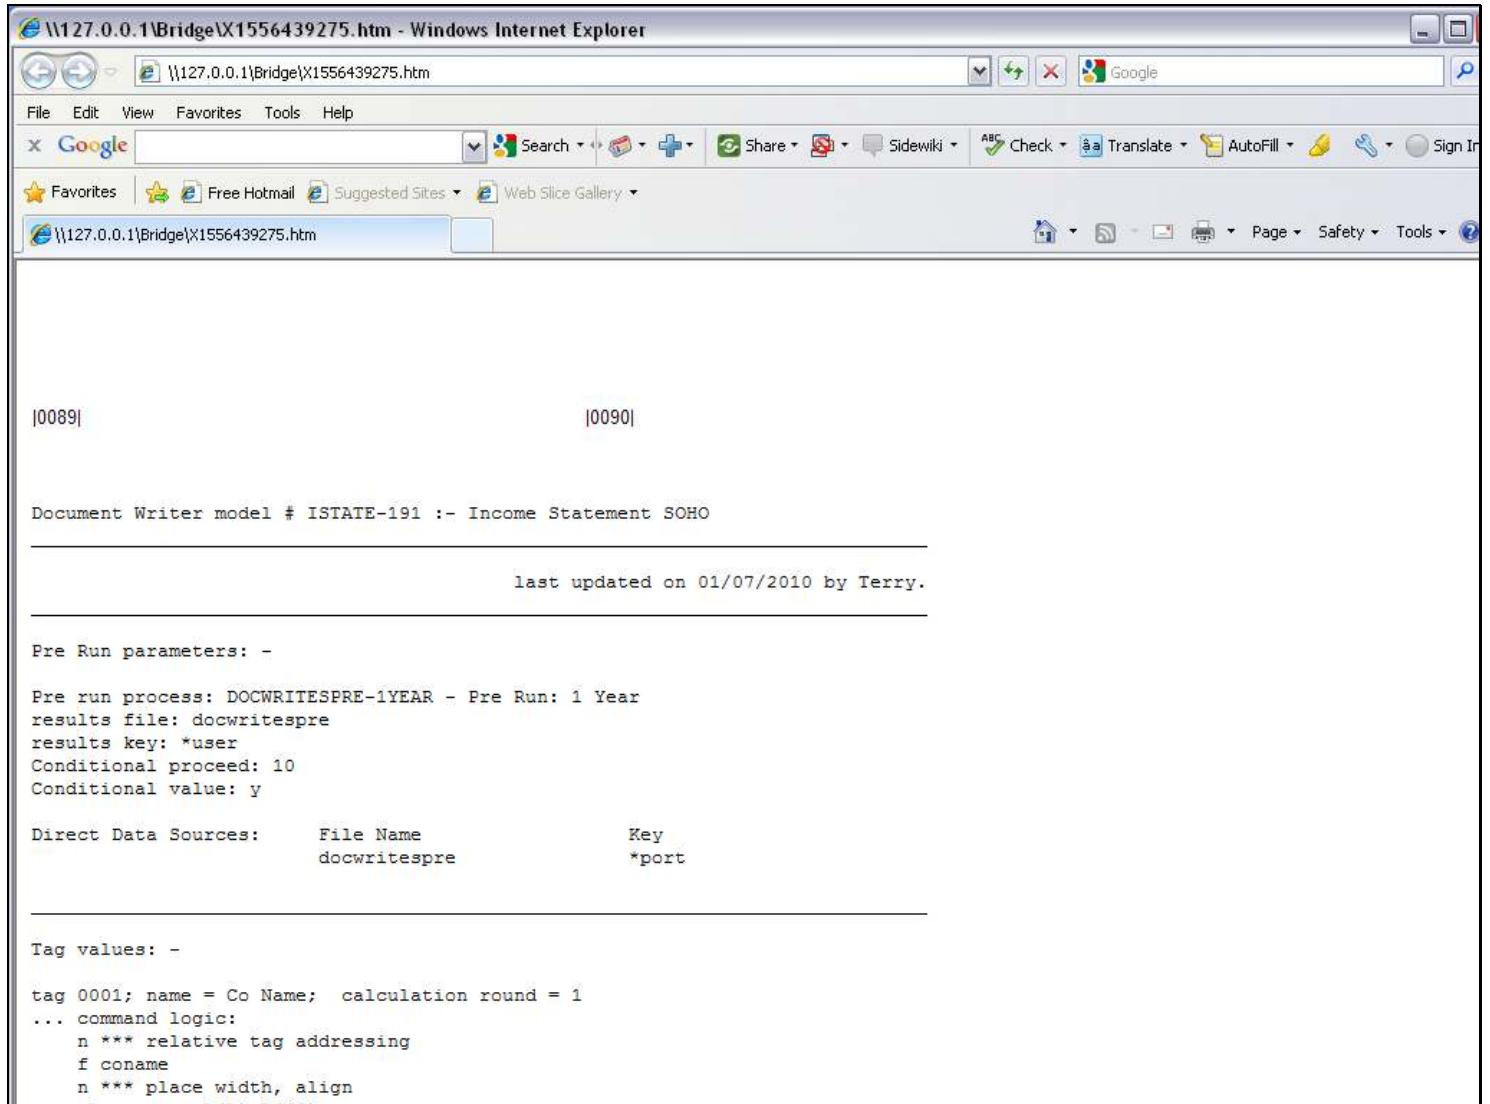 \\127.0.0.1\Bridge\X1556439275.htm - Windows Internet Explorer
\\127.0.0.1\Bridge\X1556439275.htm Google
File Edit View Favorites Tools Help
x Google Search Share Sidewiki ABC Check âa Translate AutoFill Sign In
Favorites Free Hotmail Suggested Sites Web Slice Gallery
\\127.0.0.1\Bridge\X1556439275.htm Page Safety Tools
|0089| |0090|
Document Writer model # ISTATE-191 :- Income Statement SOHO
last updated on 01/07/2010 by Terry.
Pre Run parameters: -
Pre run process: DOCWRITESPRE-1YEAR - Pre Run: 1 Year
results file: docwritespre
results key: *user
Conditional proceed: 10
Conditional value: y
Direct Data Sources: File Name Key
docwritespre *port
Tag values: -
tag 0001; name = Co Name; calculation round = 1
... command logic:
n *** relative tag addressing
f coname
n *** place width, align